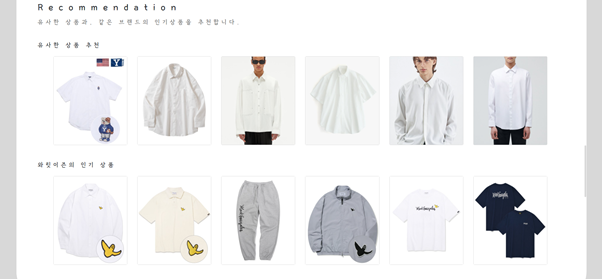 Recommendation
유사한 상품과, 같은 브랜드의 인기상품을 추천합니다.
유사한 상품 추천
와릿이즌의 인기 상품